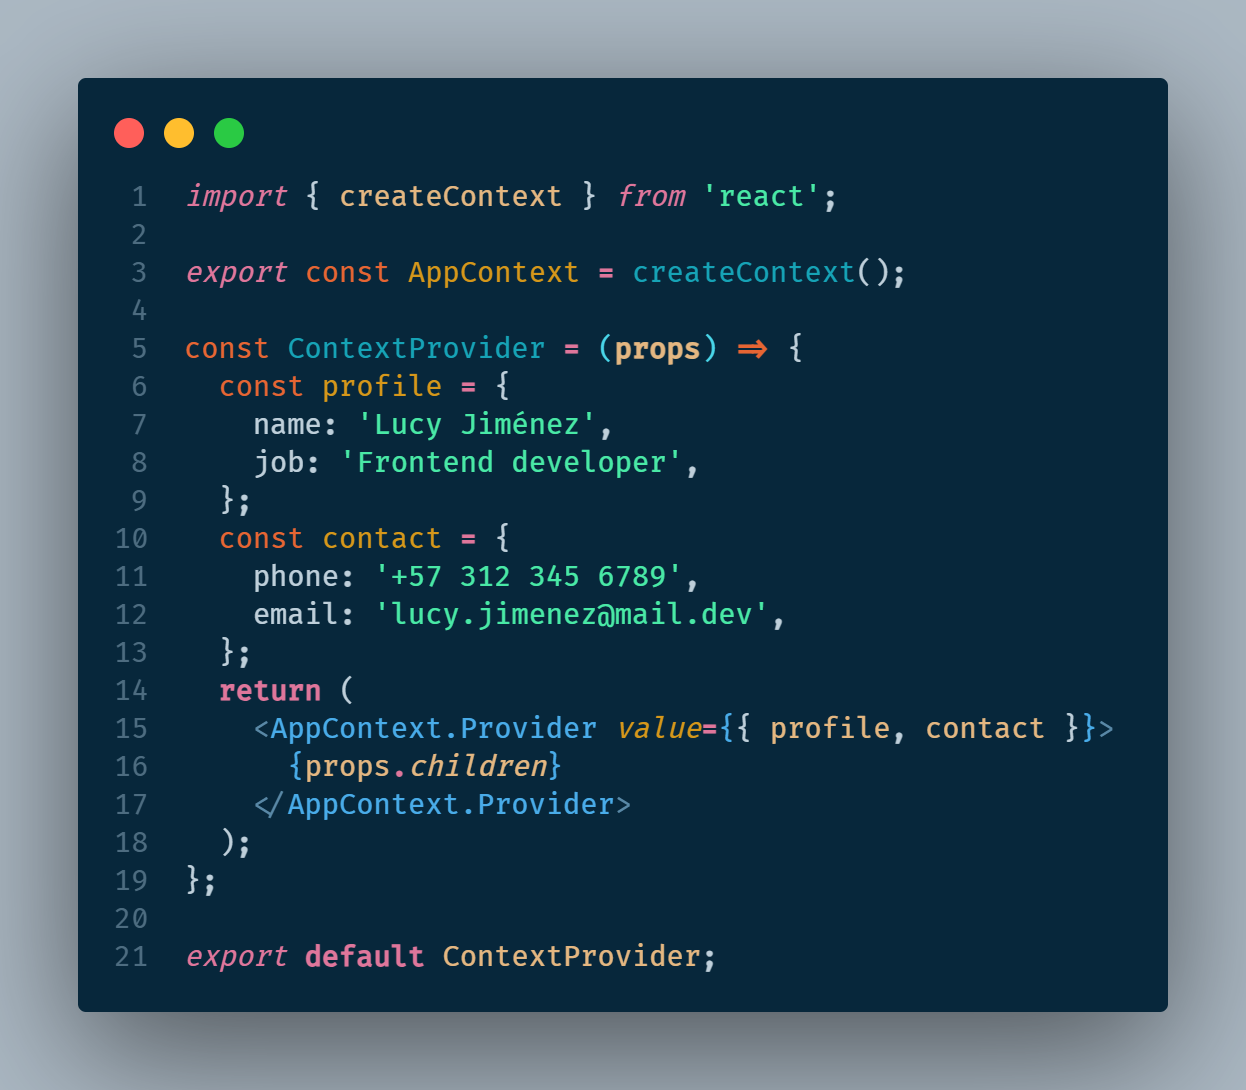 1 import { createContext } from 'react';
2
3 export const AppContext = createContext();
4
5 const ContextProvider = (props) => {
6   const profile = {
7     name: 'Lucy Jiménez',
8     job: 'Frontend developer',
9   };
10   const contact = {
11     phone: '+57 312 345 6789',
12     email: 'lucy.jimenez@mail.dev',
13   };
14   return (
15     <AppContext.Provider value={{ profile, contact }}>
16       {props.children}
17     </AppContext.Provider>
18   );
19 };
20
21 export default ContextProvider;